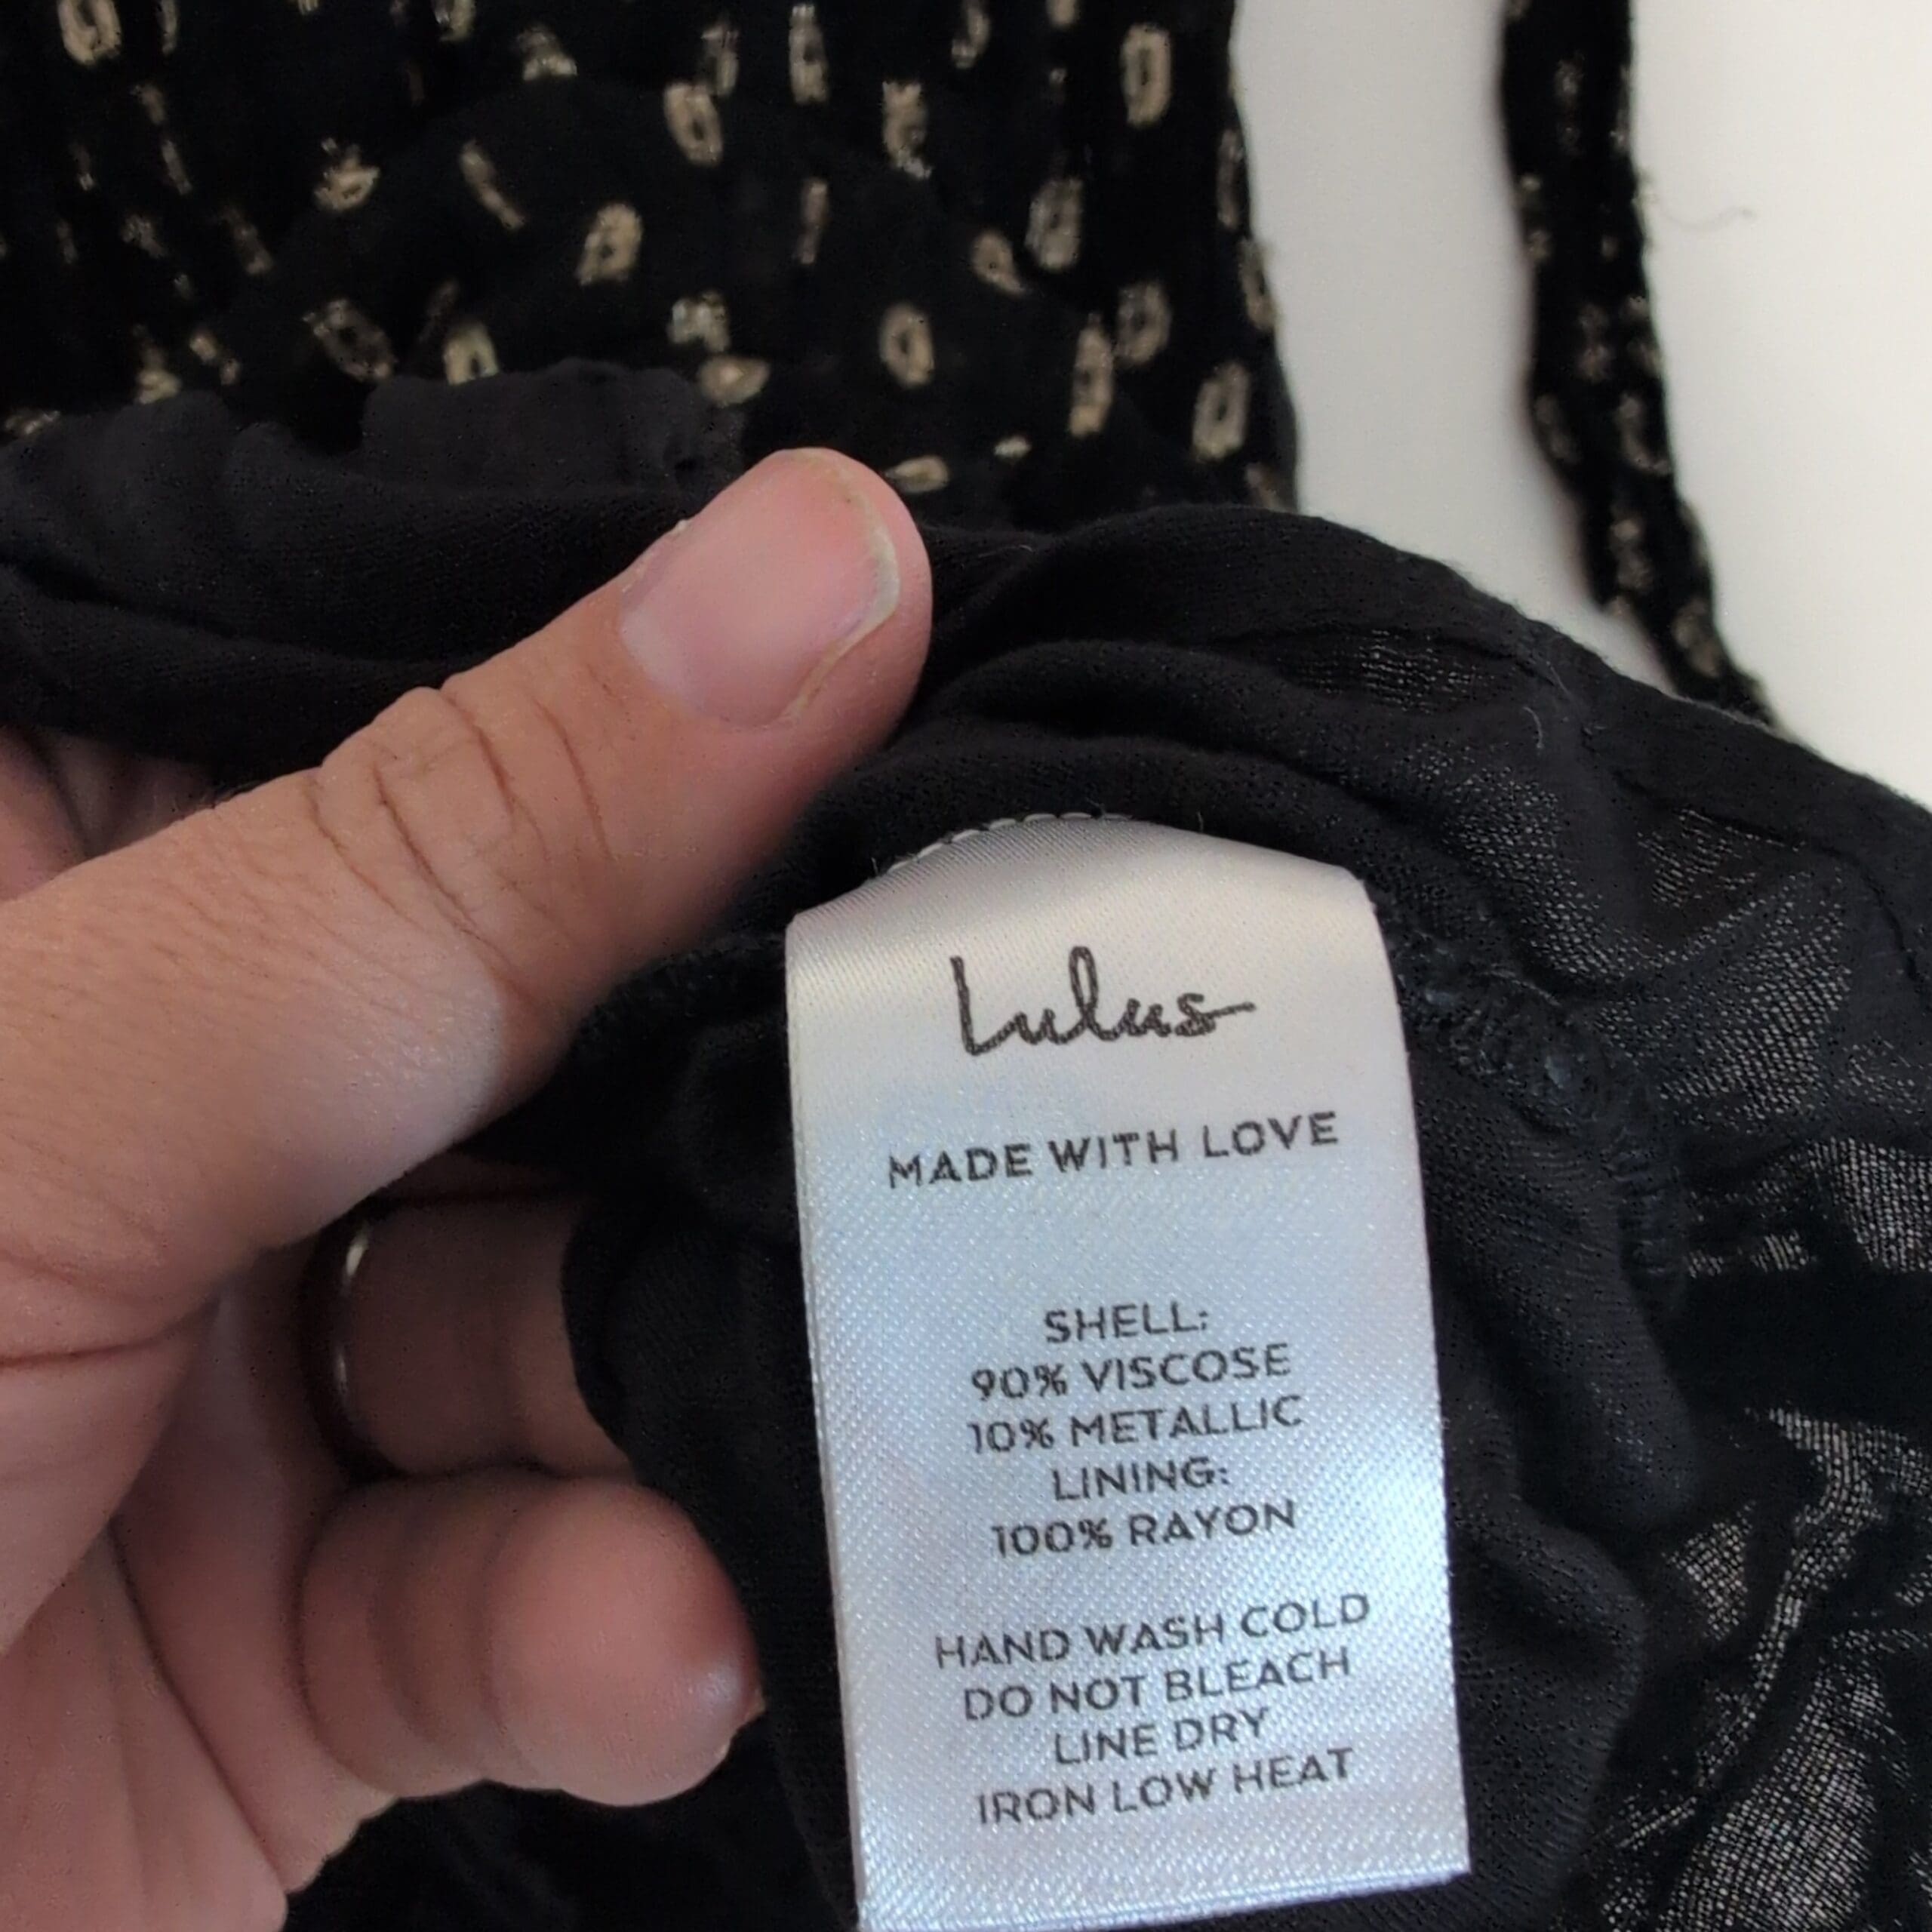 Lulus
MADE WITH LOVE
SHELL:
90% VISCOSE
10% METALLIC
LINING:
100% RAYON
HAND WASH COLD
DO NOT BLEACH
LINE DRY
IRON LOW HEAT